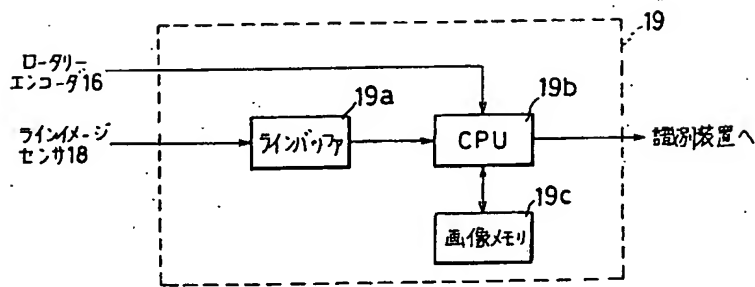 19
ロータリー
エンコーダ16
19a
19b
ラインイメージ
センサ18
ラインバッファ
CPU
識別装置へ
19c
画像メモリ